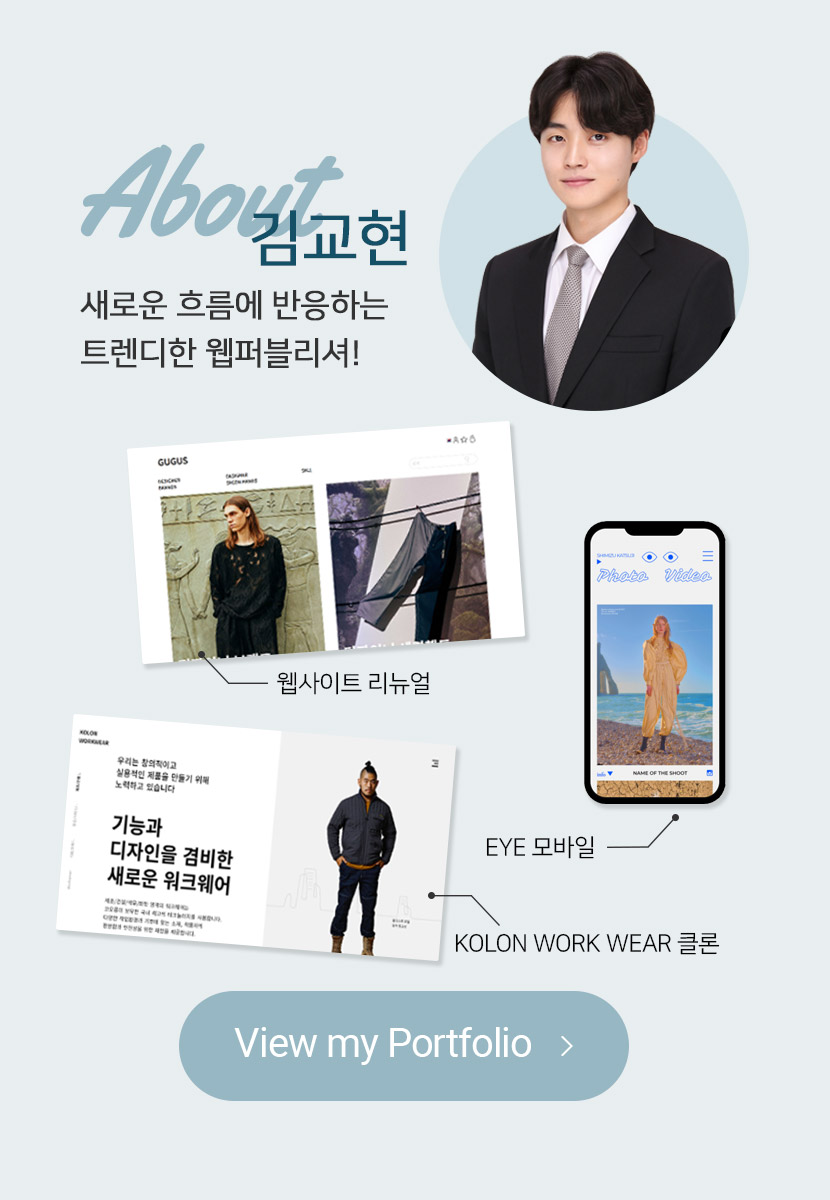 About
김교현
새로운 흐름에 반응하는
트렌디한 웹퍼블리셔!
GUGUS
웹사이트 리뉴얼
SHIMIZU KATSUJI
Photo Video
NAME OF THE SHOOT
EYE 모바일
KOLON
WORKWEAR
우리는 창의적이고
실용적인 제품을 만들기 위해
노력하고 있습니다
기능과
디자인을 겸비한
새로운 워크웨어
KOLON WORK WEAR 클론
View my Portfolio